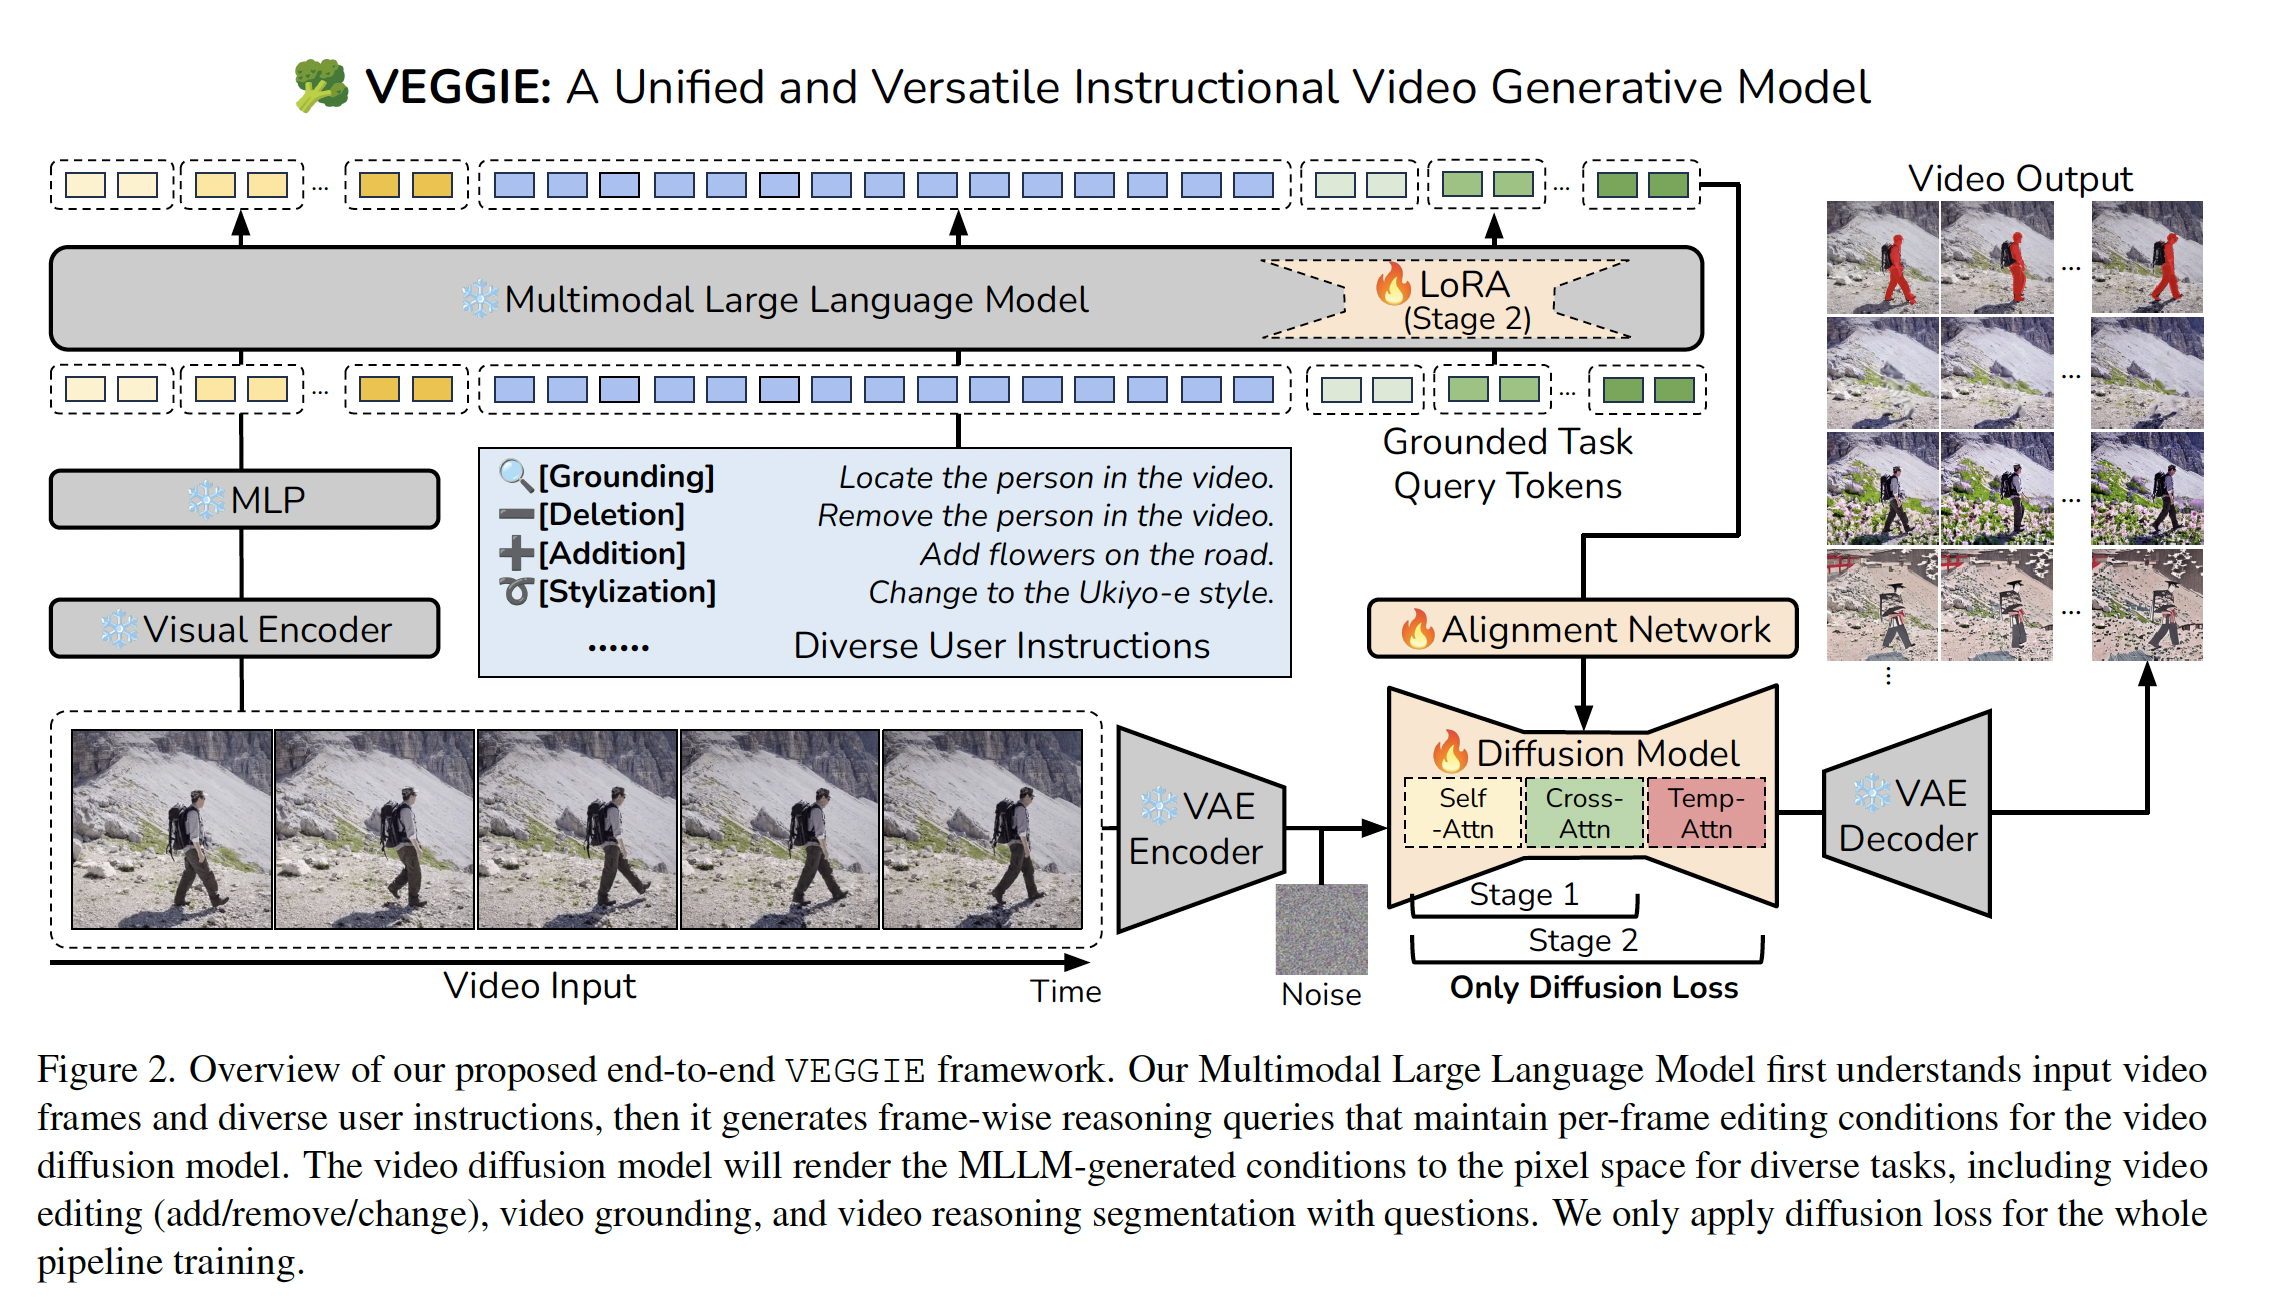 VEGGIE: A Unified and Versatile Instructional Video Generative Model
...
...
Video Output
Multimodal Large Language Model
LoRA
(Stage 2)
...
...
...
...
Grounded Task
Query Tokens
MLP
Visual Encoder
[Grounding] Locate the person in the video.
[Deletion] Remove the person in the video.
[Addition] Add flowers on the road.
[Stylization] Change to the Ukiyo-e style.
...... Diverse User Instructions
...
...
Alignment Network
...
VAE
Encoder
Diffusion Model
Self
-Attn
Cross-
Attn
Temp-
Attn
VAE
Decoder
Stage 1
Stage 2
Only Diffusion Loss
Noise
Video Input
Time
Figure 2. Overview of our proposed end-to-end VEGGIE framework. Our Multimodal Large Language Model first understands input video
frames and diverse user instructions, then it generates frame-wise reasoning queries that maintain per-frame editing conditions for the video
diffusion model. The video diffusion model will render the MLLM-generated conditions to the pixel space for diverse tasks, including video
editing (add/remove/change), video grounding, and video reasoning segmentation with questions. We only apply diffusion loss for the whole
pipeline training.